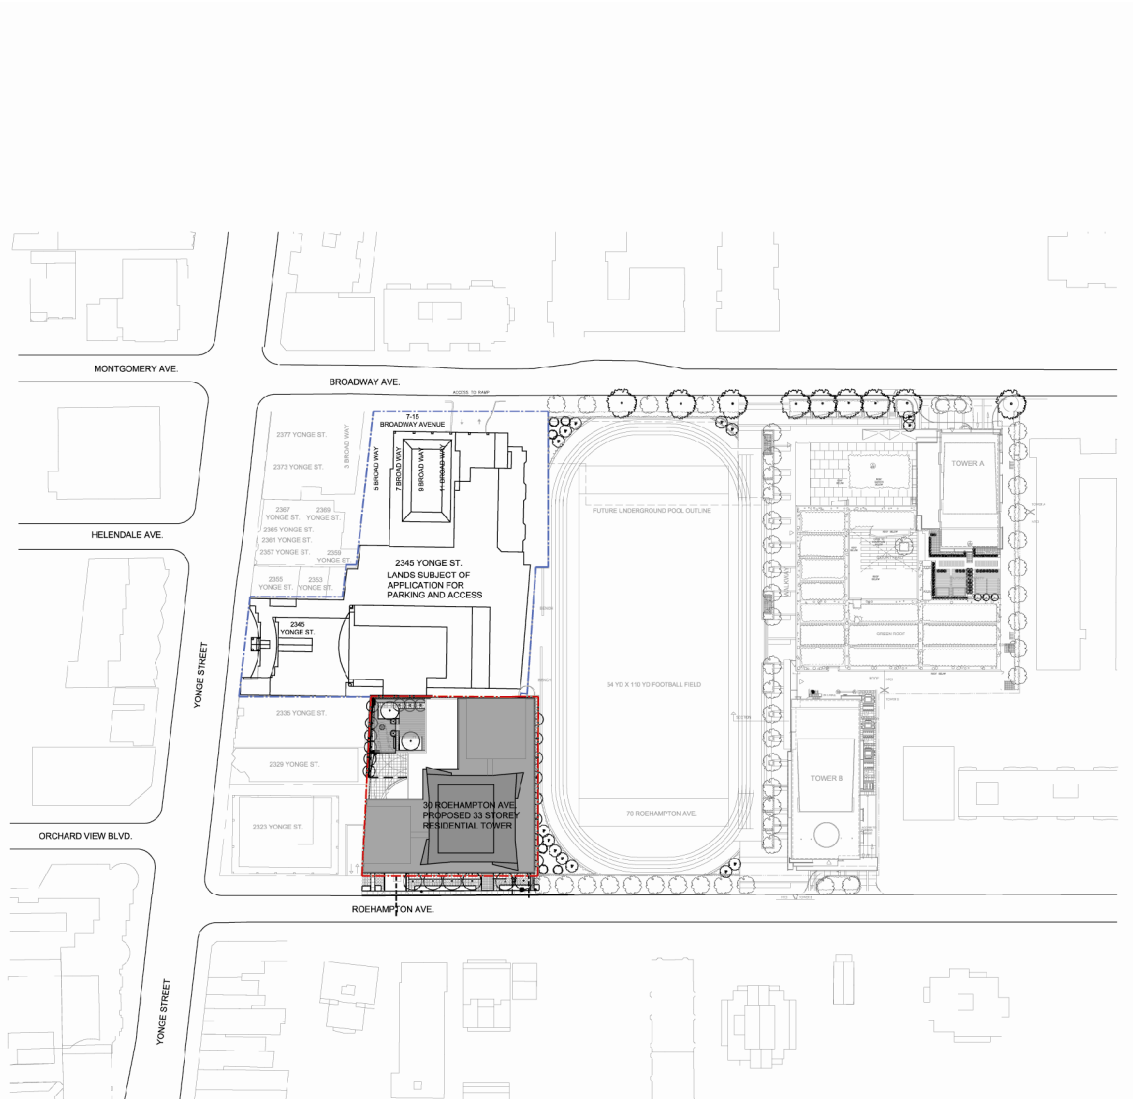 MONTGOMERY AVE.
BROADWAY AVE.
ACCESS TO RAMP
7-15
BROADWAY AVENUE
2377 YONGE ST.
3 BROAD WAY
2373 YONGE ST.
5 BROAD WAY
7 BROAD WAY
9 BROAD WAY
11 BROAD WAY
TOWER A
2367
YONGE ST.
2369
YONGE ST.
2365 YONGE ST.
2361 YONGE ST.
2357 YONGE ST.
2359
YONGE ST.
FUTURE UNDERGROUND POOL OUTLINE
HELENDALE AVE.
2345 YONGE ST.
LANDS SUBJECT OF
APPLICATION FOR
PARKING AND ACCESS
2355
YONGE ST.
2353
YONGE ST.
WALKWAY
2345
YONGE ST.
GREEN ROOF
YONGE STREET
54 YD X 110 YD FOOTBALL FIELD
2335 YONGE ST.
2329 YONGE ST.
TOWER B
30 ROEHAMPTON AVE.
PROPOSED 33 STOREY
RESIDENTIAL TOWER
70 ROEHAMPTON AVE.
2323 YONGE ST.
ORCHARD VIEW BLVD.
ROEHAMPTON AVE.
YONGE STREET